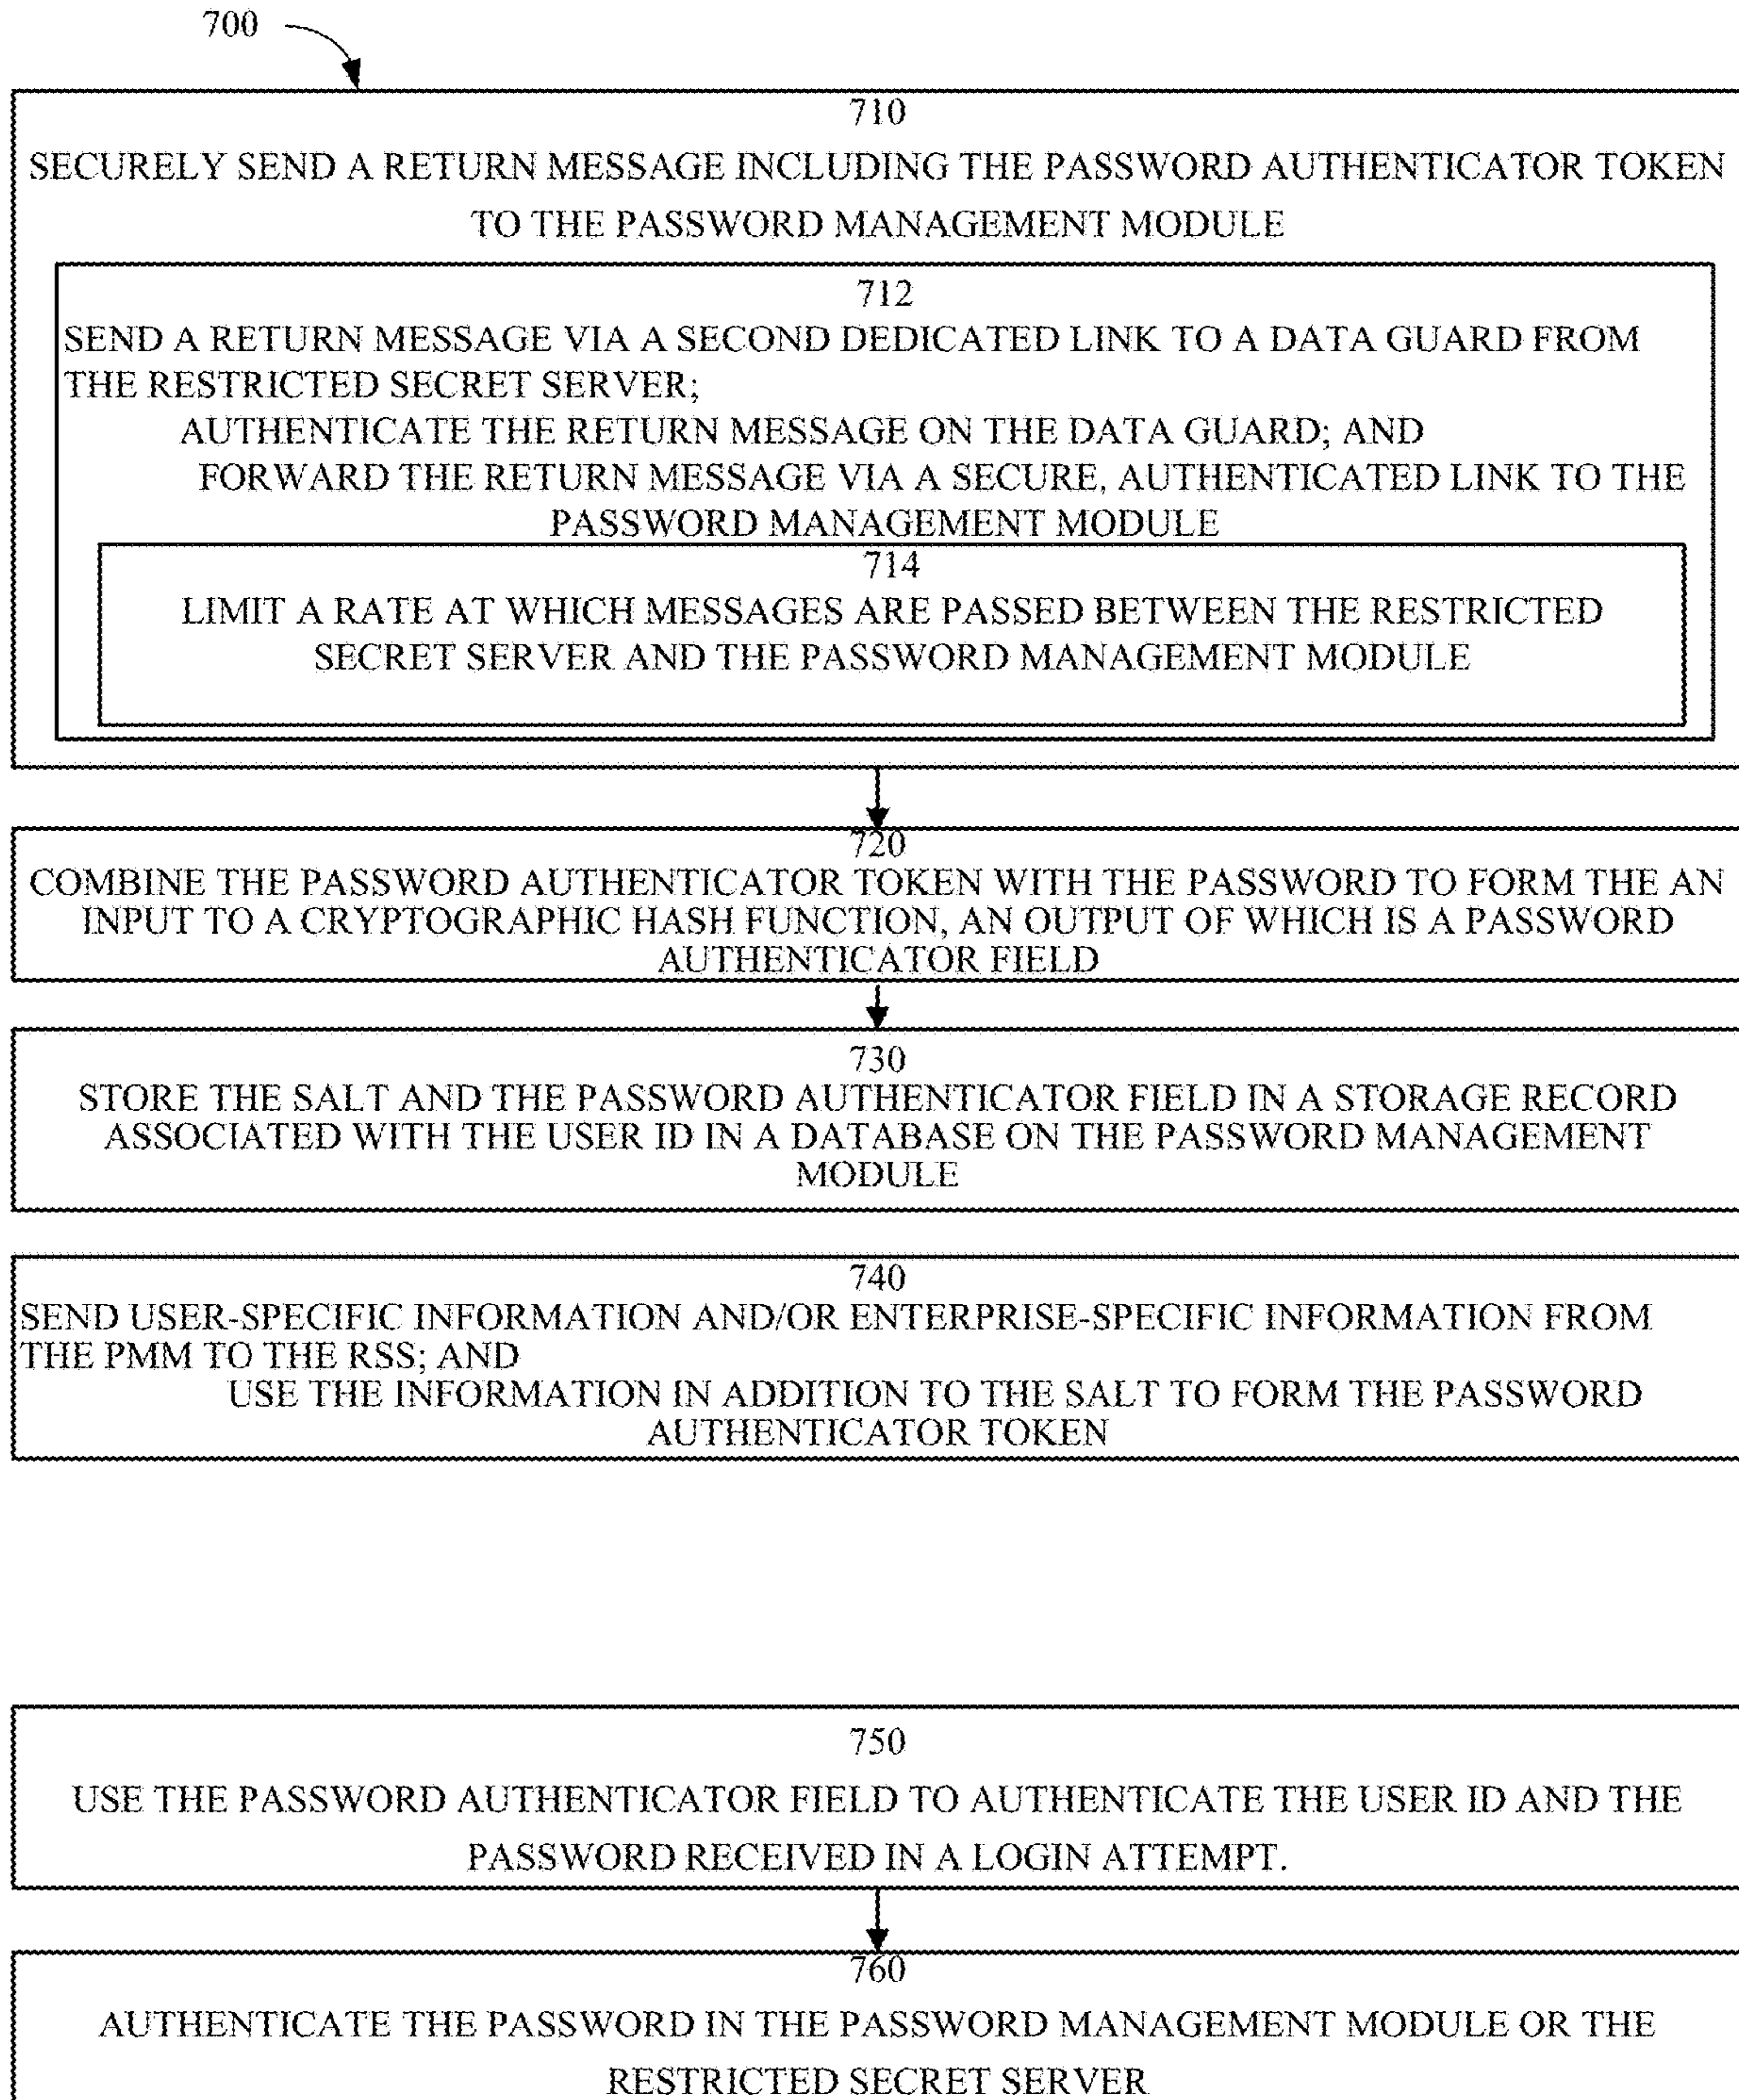 700
710
SECURELY SEND A RETURN MESSAGE INCLUDING THE PASSWORD AUTHENTICATOR TOKEN
TO THE PASSWORD MANAGEMENT MODULE
712
SEND A RETURN MESSAGE VIA A SECOND DEDICATED LINK TO A DATA GUARD FROM
THE RESTRICTED SECRET SERVER;
AUTHENTICATE THE RETURN MESSAGE ON THE DATA GUARD; AND
FORWARD THE RETURN MESSAGE VIA A SECURE, AUTHENTICATED LINK TO THE
PASSWORD MANAGEMENT MODULE
714
LIMIT A RATE AT WHICH MESSAGES ARE PASSED BETWEEN THE RESTRICTED
SECRET SERVER AND THE PASSWORD MANAGEMENT MODULE
720
COMBINE THE PASSWORD AUTHENTICATOR TOKEN WITH THE PASSWORD TO FORM THE AN
INPUT TO A CRYPTOGRAPHIC HASH FUNCTION, AN OUTPUT OF WHICH IS A PASSWORD
AUTHENTICATOR FIELD
730
STORE THE SALT AND THE PASSWORD AUTHENTICATOR FIELD IN A STORAGE RECORD
ASSOCIATED WITH THE USER ID IN A DATABASE ON THE PASSWORD MANAGEMENT
MODULE
740
SEND USER-SPECIFIC INFORMATION AND/OR ENTERPRISE-SPECIFIC INFORMATION FROM
THE PMM TO THE RSS; AND
USE THE INFORMATION IN ADDITION TO THE SALT TO FORM THE PASSWORD
AUTHENTICATOR TOKEN
750
USE THE PASSWORD AUTHENTICATOR FIELD TO AUTHENTICATE THE USER ID AND THE
PASSWORD RECEIVED IN A LOGIN ATTEMPT.
760
AUTHENTICATE THE PASSWORD IN THE PASSWORD MANAGEMENT MODULE OR THE
RESTRICTED SECRET SERVER